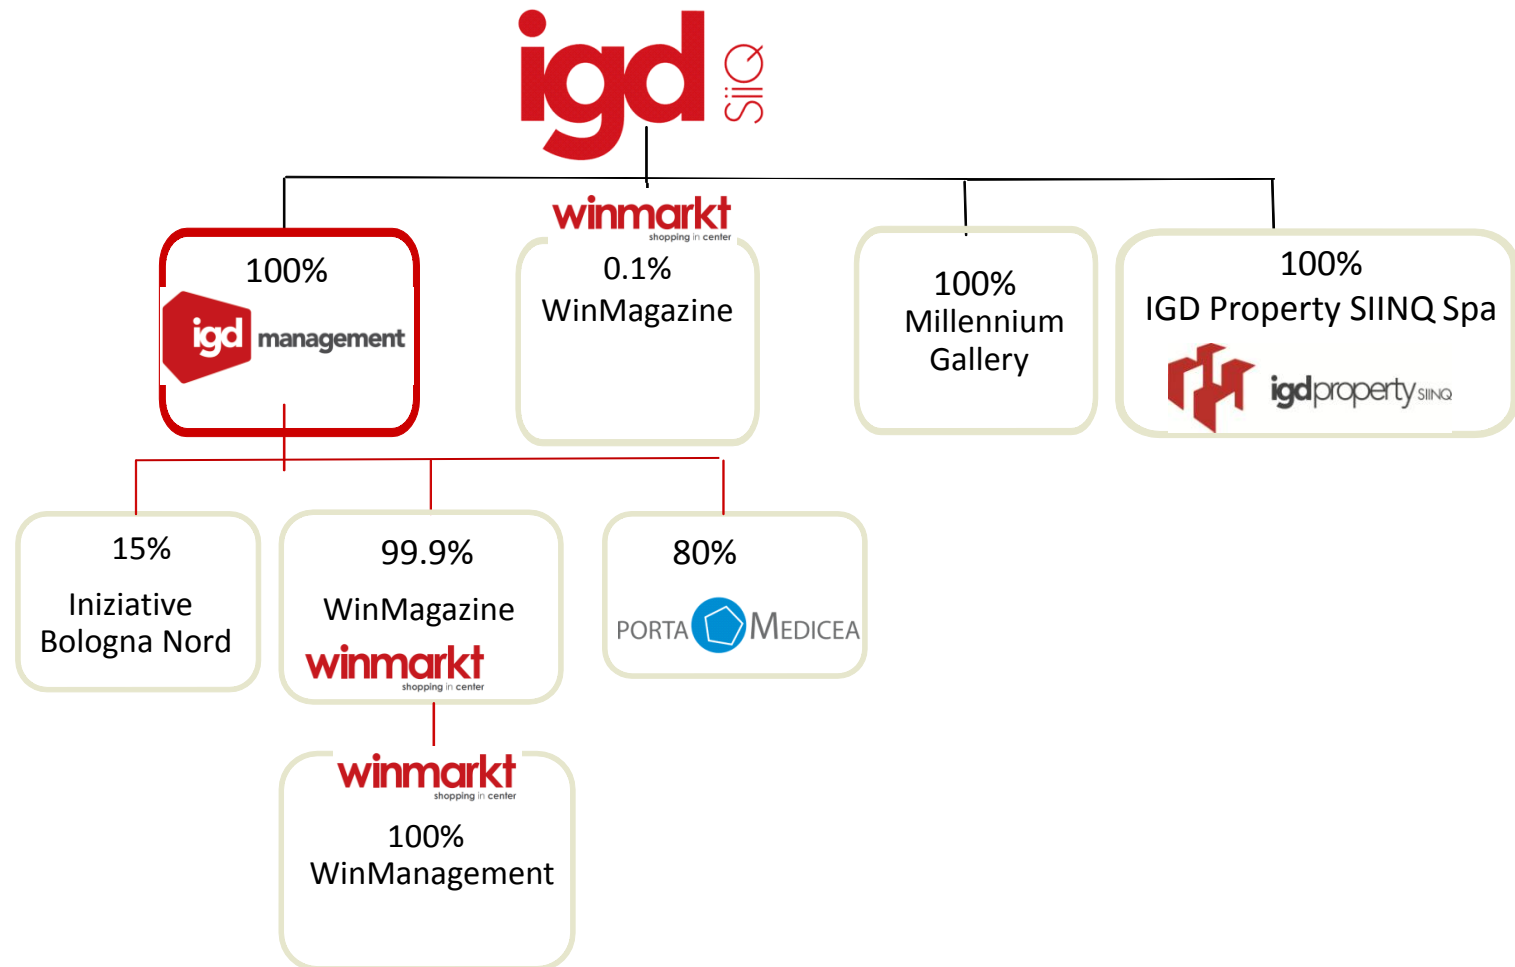 igd
SiiQ
100%
igd management
winmarkt
shopping in center
0.1%
WinMagazine
100%
Millennium
Gallery
100%
IGD Property SIINQ Spa
igdproperty SIINQ
15%
Iniziative
Bologna Nord
99.9%
WinMagazine
winmarkt
shopping in center
80%
PORTA MEDICEA
winmarkt
shopping in center
100%
WinManagement